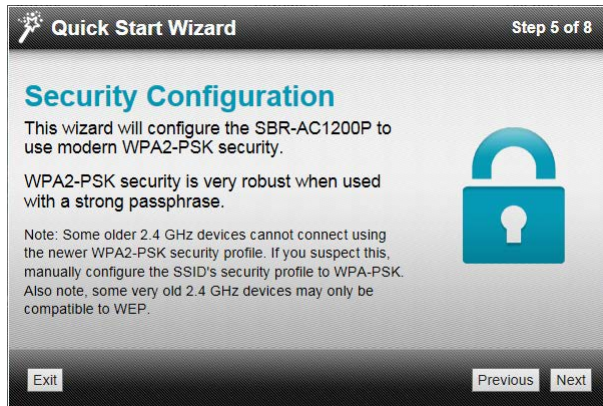 Quick Start Wizard
Step 5 of 8
Security Configuration
This wizard will configure the SBR-AC1200P to
use modern WPA2-PSK security.
WPA2-PSK security is very robust when used
with a strong passphrase.
Note: Some older 2.4 GHz devices cannot connect using
the newer WPA2-PSK security profile. If you suspect this,
manually configure the SSID's security profile to WPA-PSK.
Also note, some very old 2.4 GHz devices may only be
compatible to WEP.
Exit
Previous
Next